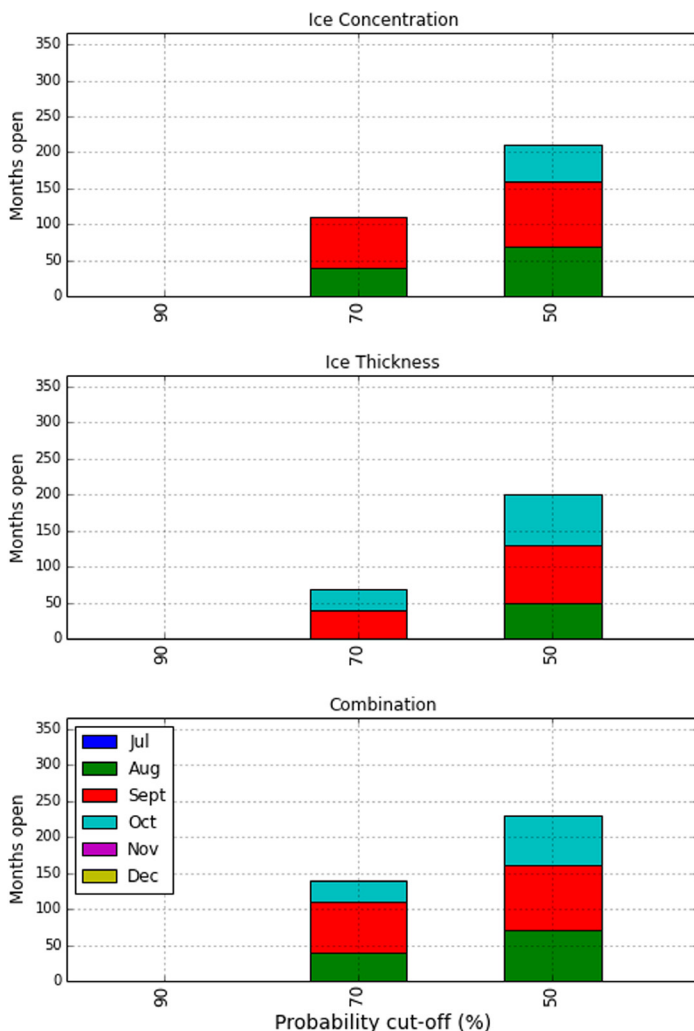 Ice Concentration
Months open
350
300
250
200
150
100
50
0
90
70
50
Ice Thickness
Months open
350
300
250
200
150
100
50
0
90
70
50
Combination
Months open
350
300
250
200
150
100
50
0
Jul
Aug
Sept
Oct
Nov
Dec
90
70
50
Probability cut-off (%)